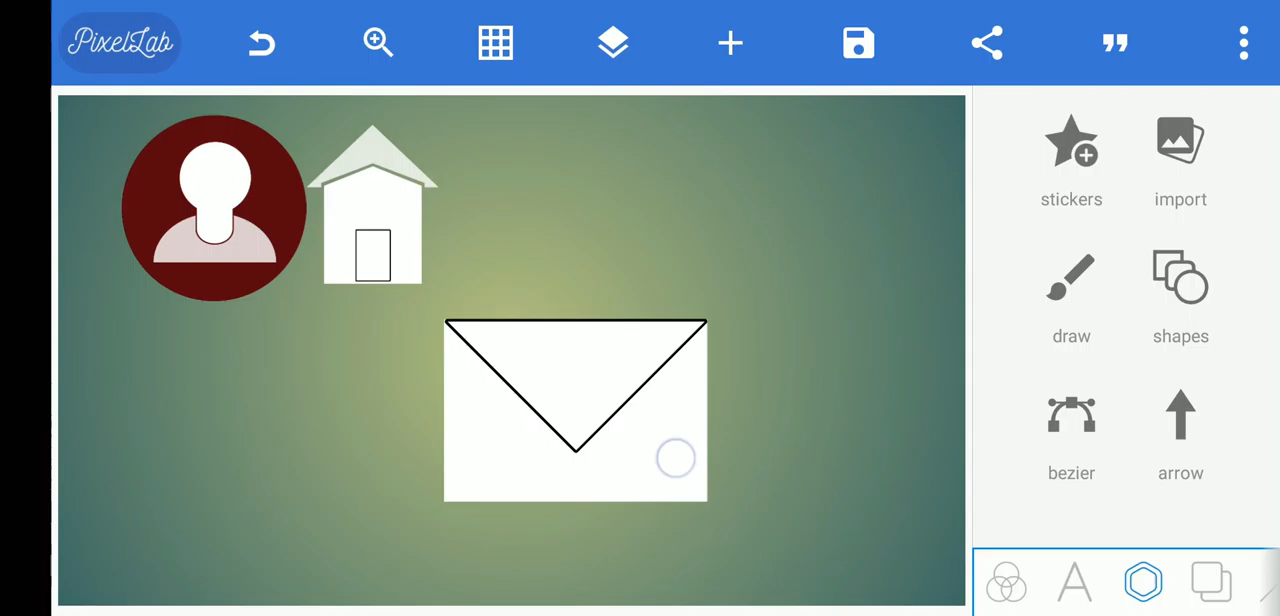 PixelLab
stickers
import
draw
shapes
bezier
arrow